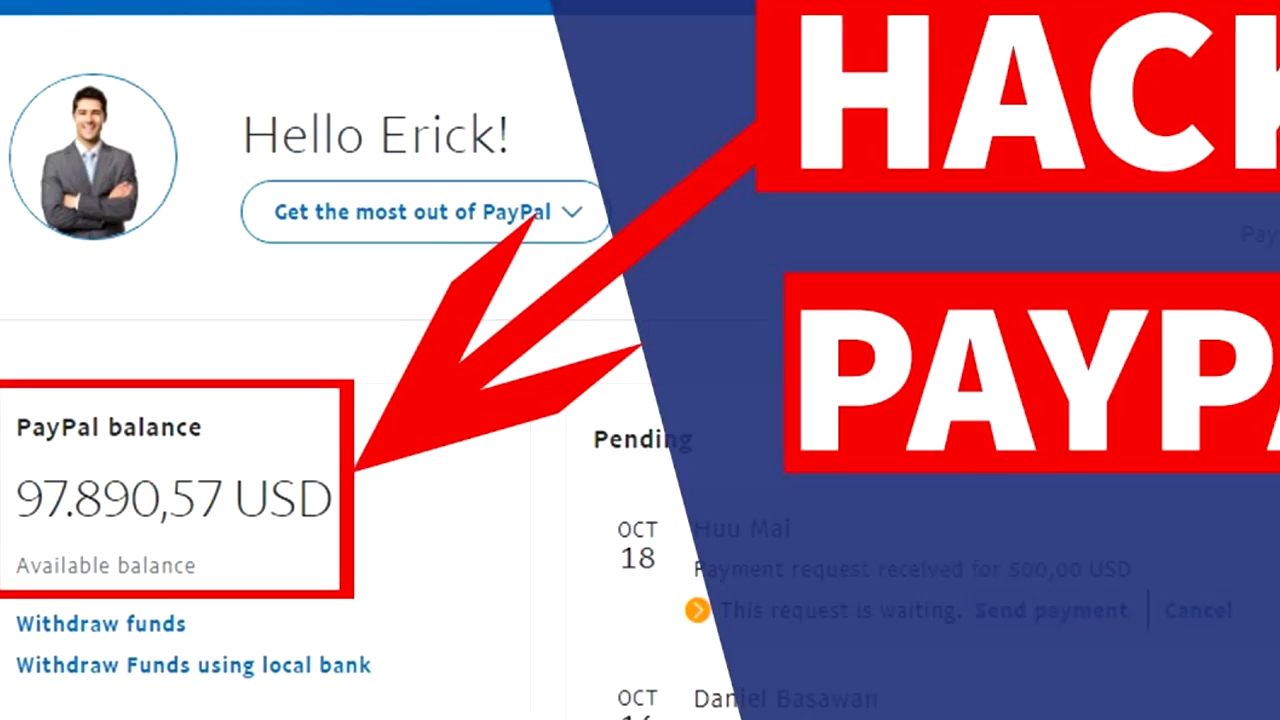 Hello Erick!
Get the most out of PayPal
PayPal balance
97.890,57 USD
Available balance
Withdraw funds
Withdraw Funds using local bank
HACK
PAYPA
Pay
Pending
OCT
18
Huu Mai
Payment request received for 500,00 USD
This request is waiting. Send payment Cancel
OCT
Daniel Basawan